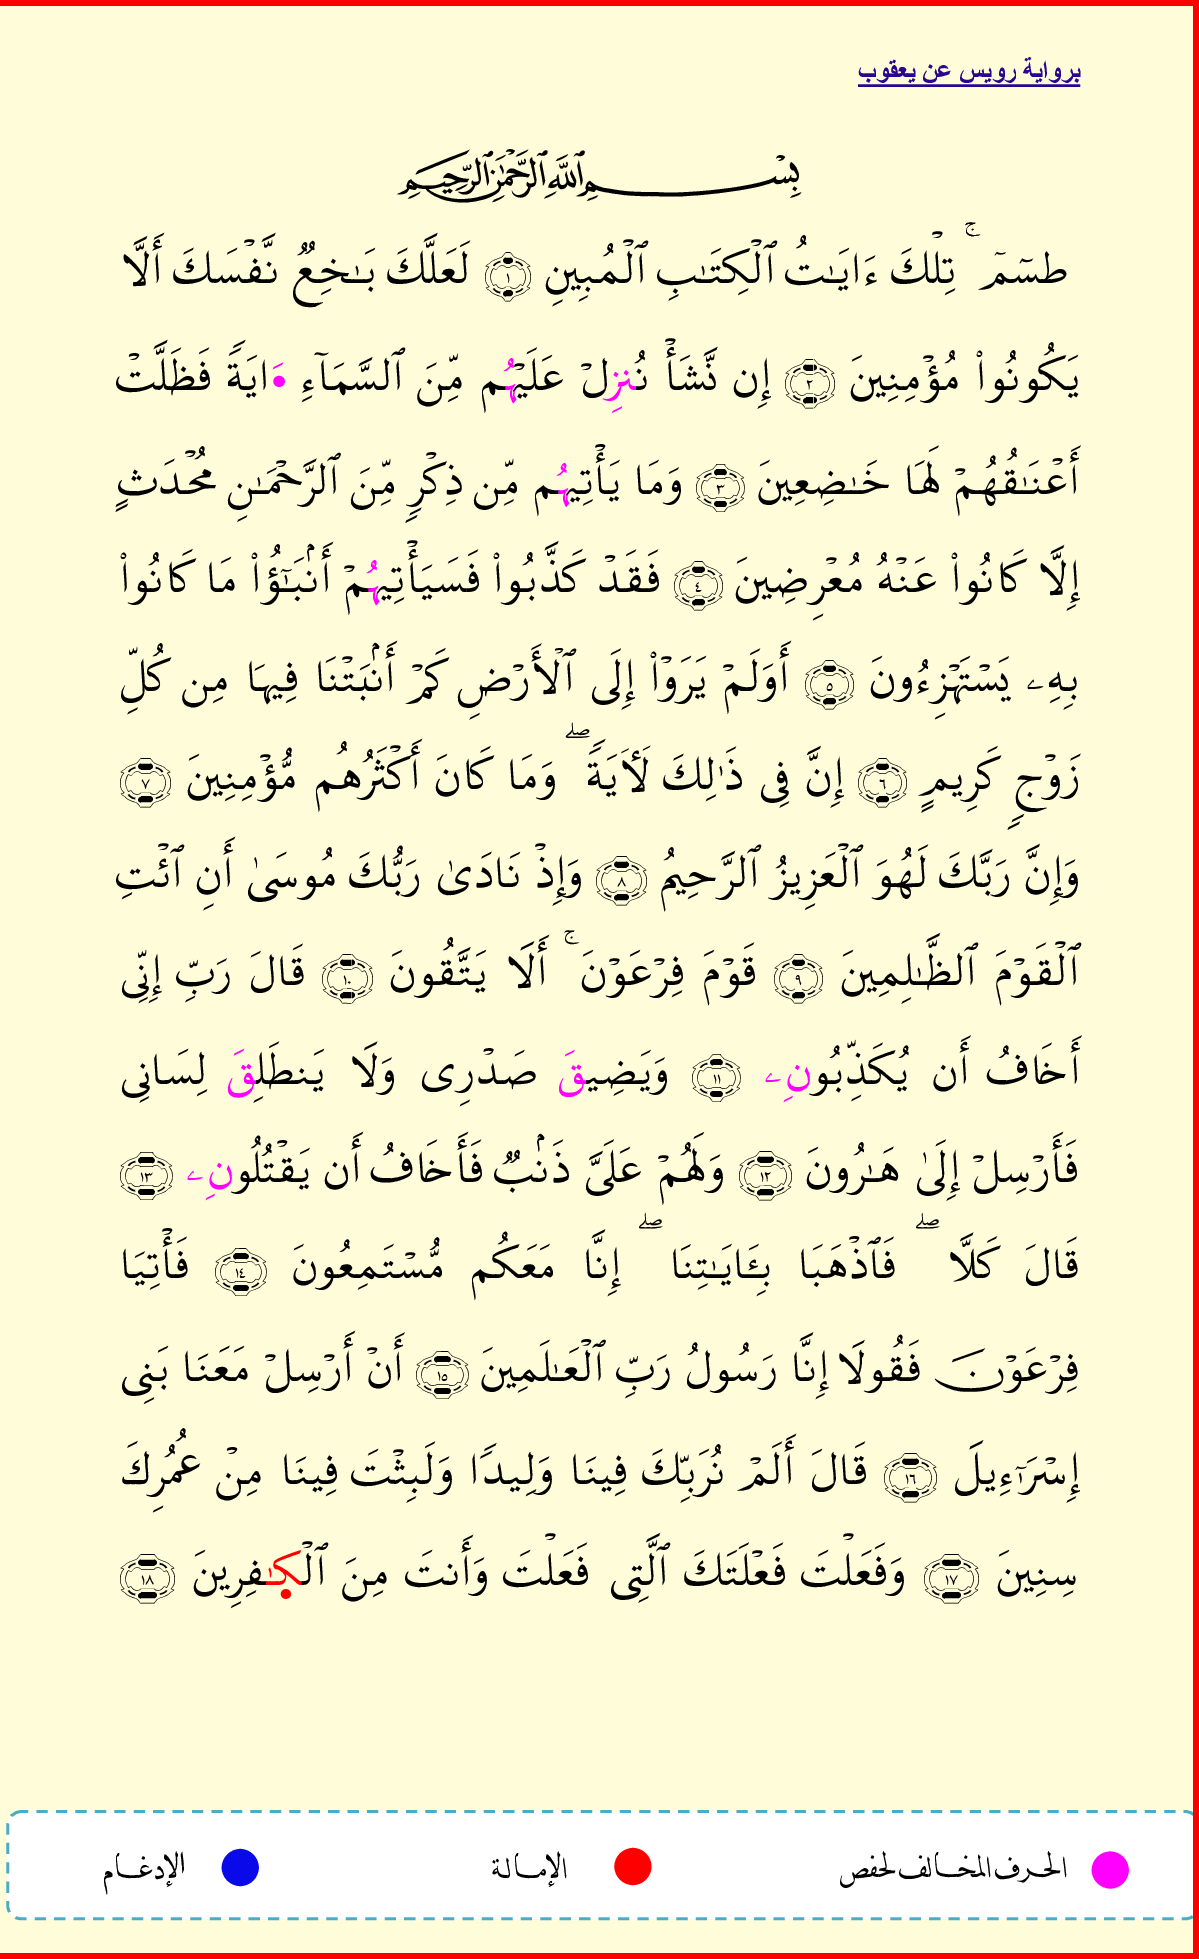 برواية رويس عن يعقوب
بِسْمِ ٱللَّهِ ٱلرَّحْمَٰنِ ٱلرَّحِيمِ
طسٓمٓ ۚ تِلْكَ ءَايَـٰتُ ٱلْكِتَـٰبِ ٱلْمُبِينِ ١ لَعَلَّكَ بَـٰخِعٌ نَّفْسَكَ أَلَّا
يَكُونُوا۟ مُؤْمِنِينَ ٢ إِن نَّشَأْ نُنزِلْ عَلَيْهُم مِّنَ ٱلسَّمَآءِ ءَايَةً فَظَلَّتْ
أَعْنَـٰقُهُمْ لَهَا خَـٰضِعِينَ ٣ وَمَا يَأْتِيهُم مِّن ذِكْرٍ مِّنَ ٱلرَّحْمَـٰنِ مُحْدَثٍ
إِلَّا كَانُوا۟ عَنْهُ مُعْرِضِينَ ٤ فَقَدْ كَذَّبُوا۟ فَسَيَأْتِيهُمْ أَنۢبَـٰٓؤُا۟ مَا كَانُوا۟
بِهِۦ يَسْتَهْزِءُونَ ٥ أَوَلَمْ يَرَوْا۟ إِلَى ٱلْأَرْضِ كَمْ أَنۢبَتْنَا فِيهَا مِن كُلِّ
زَوْجٍ كَرِيمٍ ٦ إِنَّ فِى ذَٰلِكَ لَأٓيَةً ۖ وَمَا كَانَ أَكْثَرُهُم مُّؤْمِنِينَ ٧
وَإِنَّ رَبَّكَ لَهُوَ ٱلْعَزِيزُ ٱلرَّحِيمُ ٨ وَإِذْ نَادَىٰ رَبُّكَ مُوسَىٰٓ أَنِ ٱئْتِ
ٱلْقَوْمَ ٱلظَّـٰلِمِينَ ٩ قَوْمَ فِرْعَوْنَ ۚ أَلَا يَتَّقُونَ ١٠ قَالَ رَبِّ إِنِّى
أَخَافُ أَن يُكَذِّبُونِۦ ١١ وَيَضِيقَ صَدْرِى وَلَا يَنطَلِقَ لِسَانِى
فَأَرْسِلْ إِلَىٰ هَـٰرُونَ ١٢ وَلَهُمْ عَلَىَّ ذَنۢبٌ فَأَخَافُ أَن يَقْتُلُونِۦ ١٣
قَالَ كَلَّا ۖ فَٱذْهَبَا بِـَٔايَـٰتِنَا ۖ إِنَّا مَعَكُم مُّسْتَمِعُونَ ١٤ فَأْتِيَا
فِرْعَوْنَ فَقُولَا إِنَّا رَسُولُ رَبِّ ٱلْعَـٰلَمِينَ ١٥ أَنْ أَرْسِلْ مَعَنَا بَنِى
إِسْرَٰٓءِيلَ ١٦ قَالَ أَلَمْ نُرَبِّكَ فِينَا وَلِيدًا وَلَبِثْتَ فِينَا مِنْ عُمُرِكَ
سِنِينَ ١٧ وَفَعَلْتَ فَعْلَتَكَ ٱلَّتِى فَعَلْتَ وَأَنتَ مِنَ ٱلْكَـٰفِرِينَ ١٨
الحرف المخالف لحفص الإمالة الإدغام